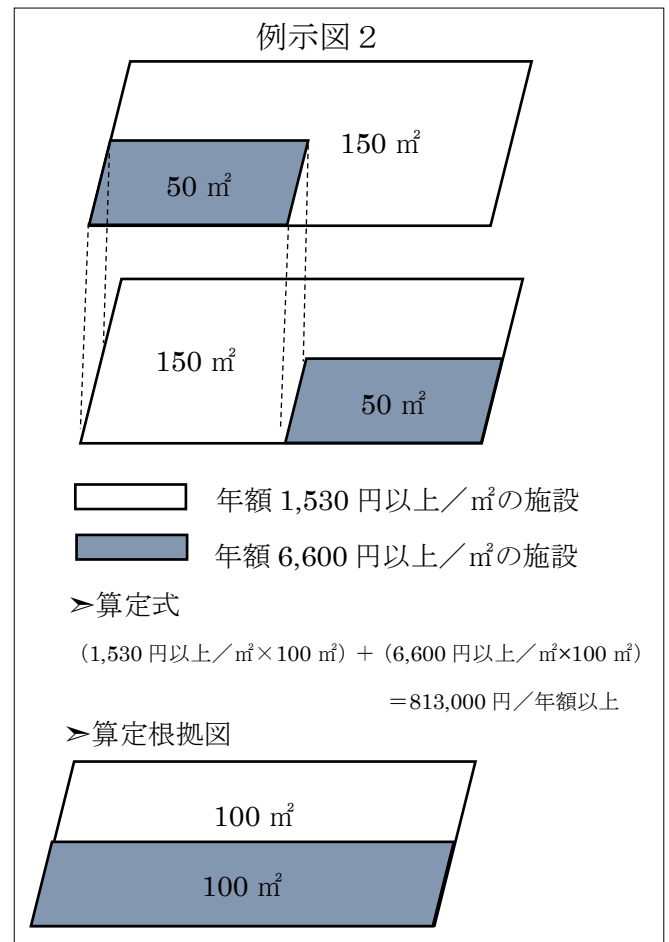 例示図２
150 ㎡
50 ㎡
150 ㎡
50 ㎡
年額 1,530 円以上／㎡の施設
年額 6,600 円以上／㎡の施設
➢算定式
（1,530 円以上／㎡×100 ㎡）＋（6,600 円以上／㎡×100 ㎡）
＝813,000 円／年額以上
➢算定根拠図
100 ㎡
100 ㎡